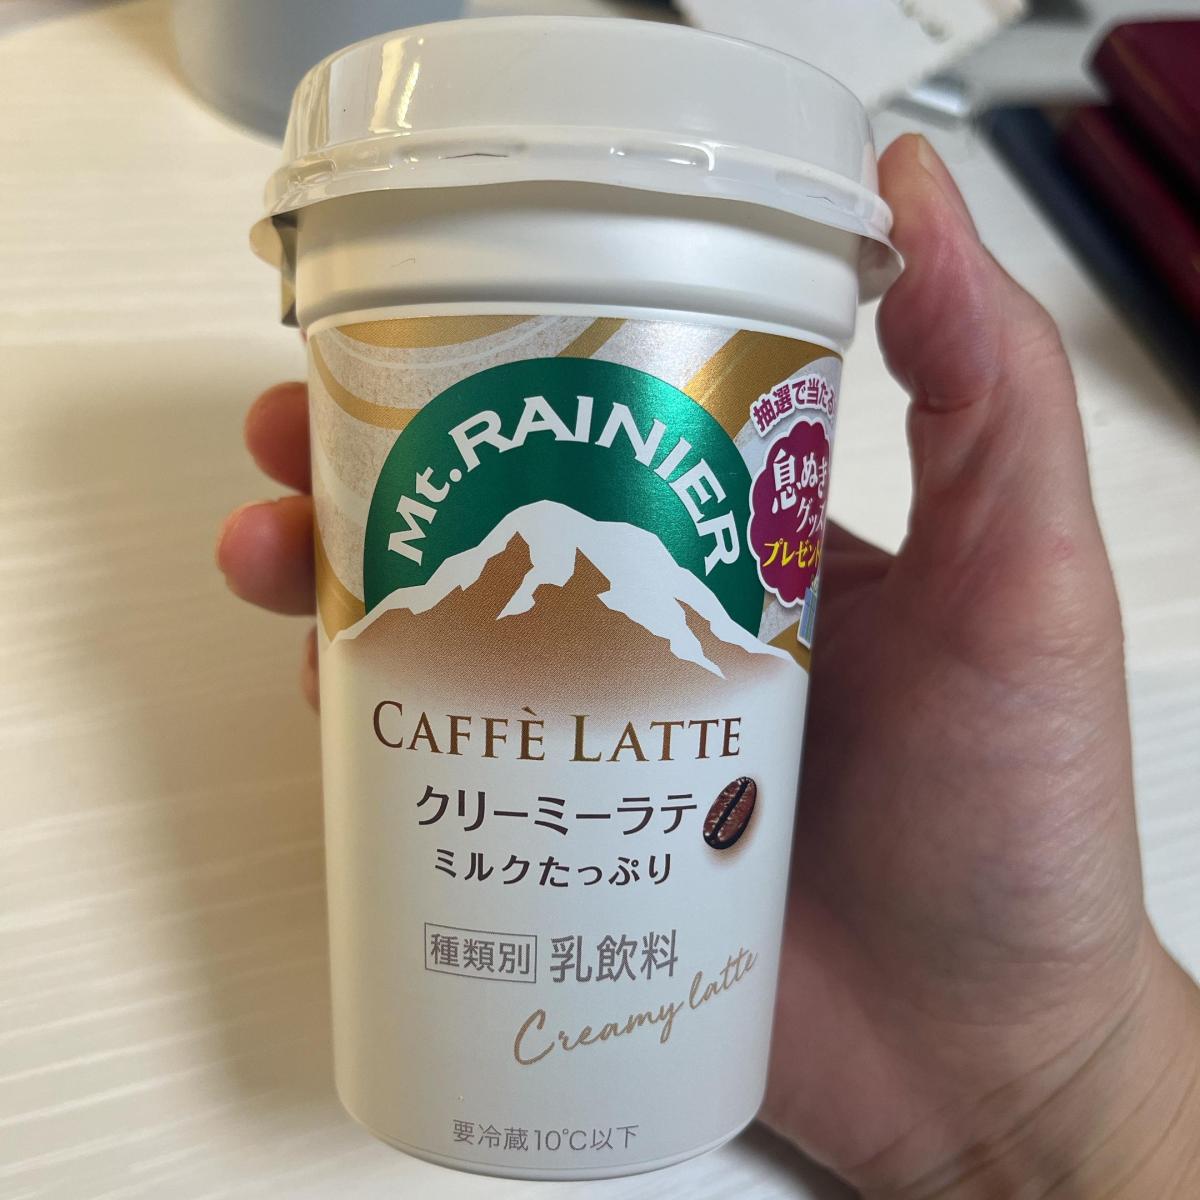 Mt. RAINIER
抽選で当たる
息ぬき
グッズ
プレゼント
CAFFÈ LATTE
クリーミーラテ
ミルクたっぷり
種類別 乳飲料
Creamy latte
要冷蔵10℃以下